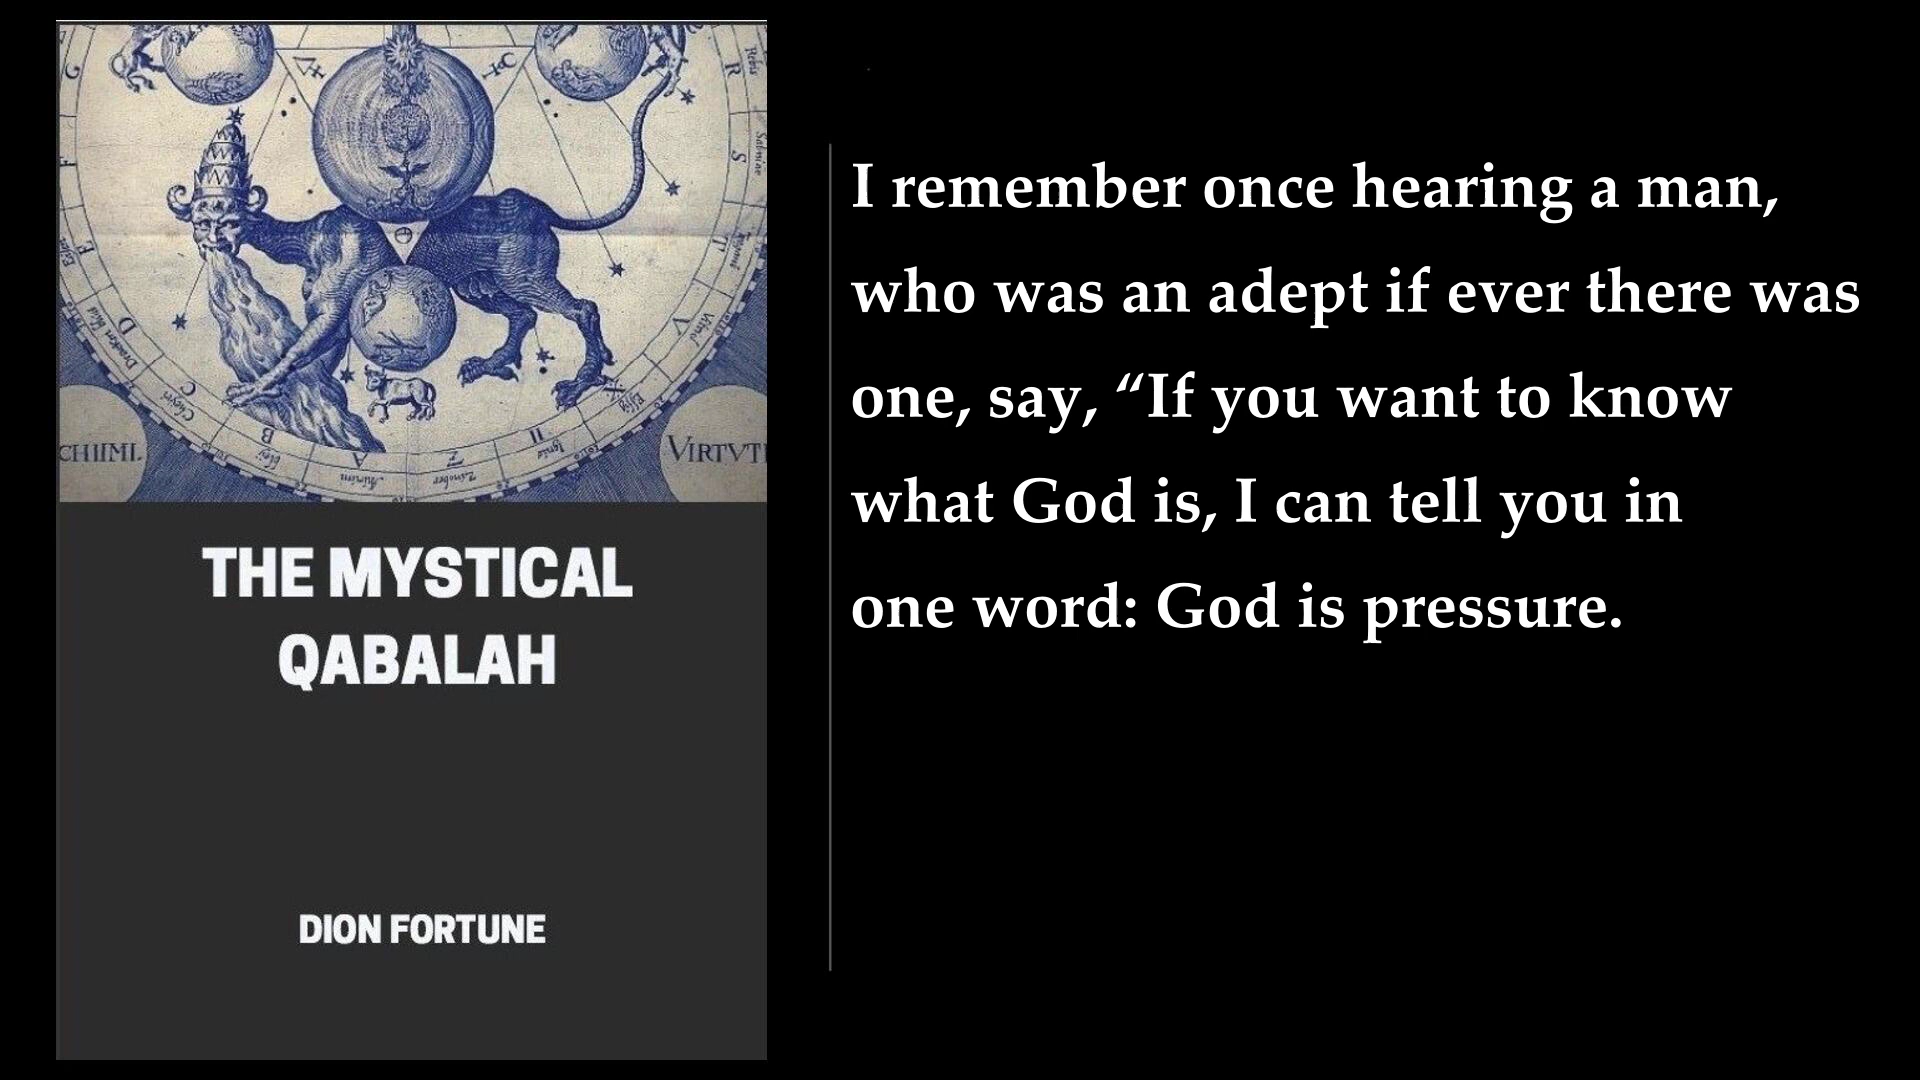 CHIIMI.
VIRTVTI
THE MYSTICAL
QABALAH
DION FORTUNE
I remember once hearing a man,
who was an adept if ever there was
one, say, “If you want to know
what God is, I can tell you in
one word: God is pressure.